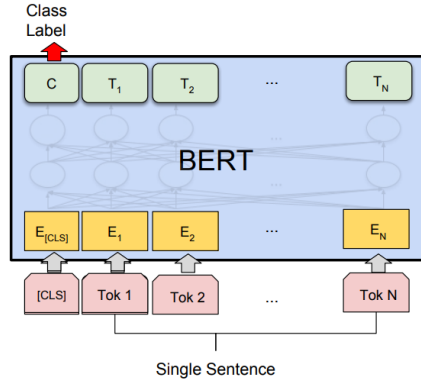 Class
Label
C T1 T2 ... TN
...
BERT
...
E[CLS] E1 E2 ... EN
[CLS] Tok 1 Tok 2 ... Tok N
Single Sentence